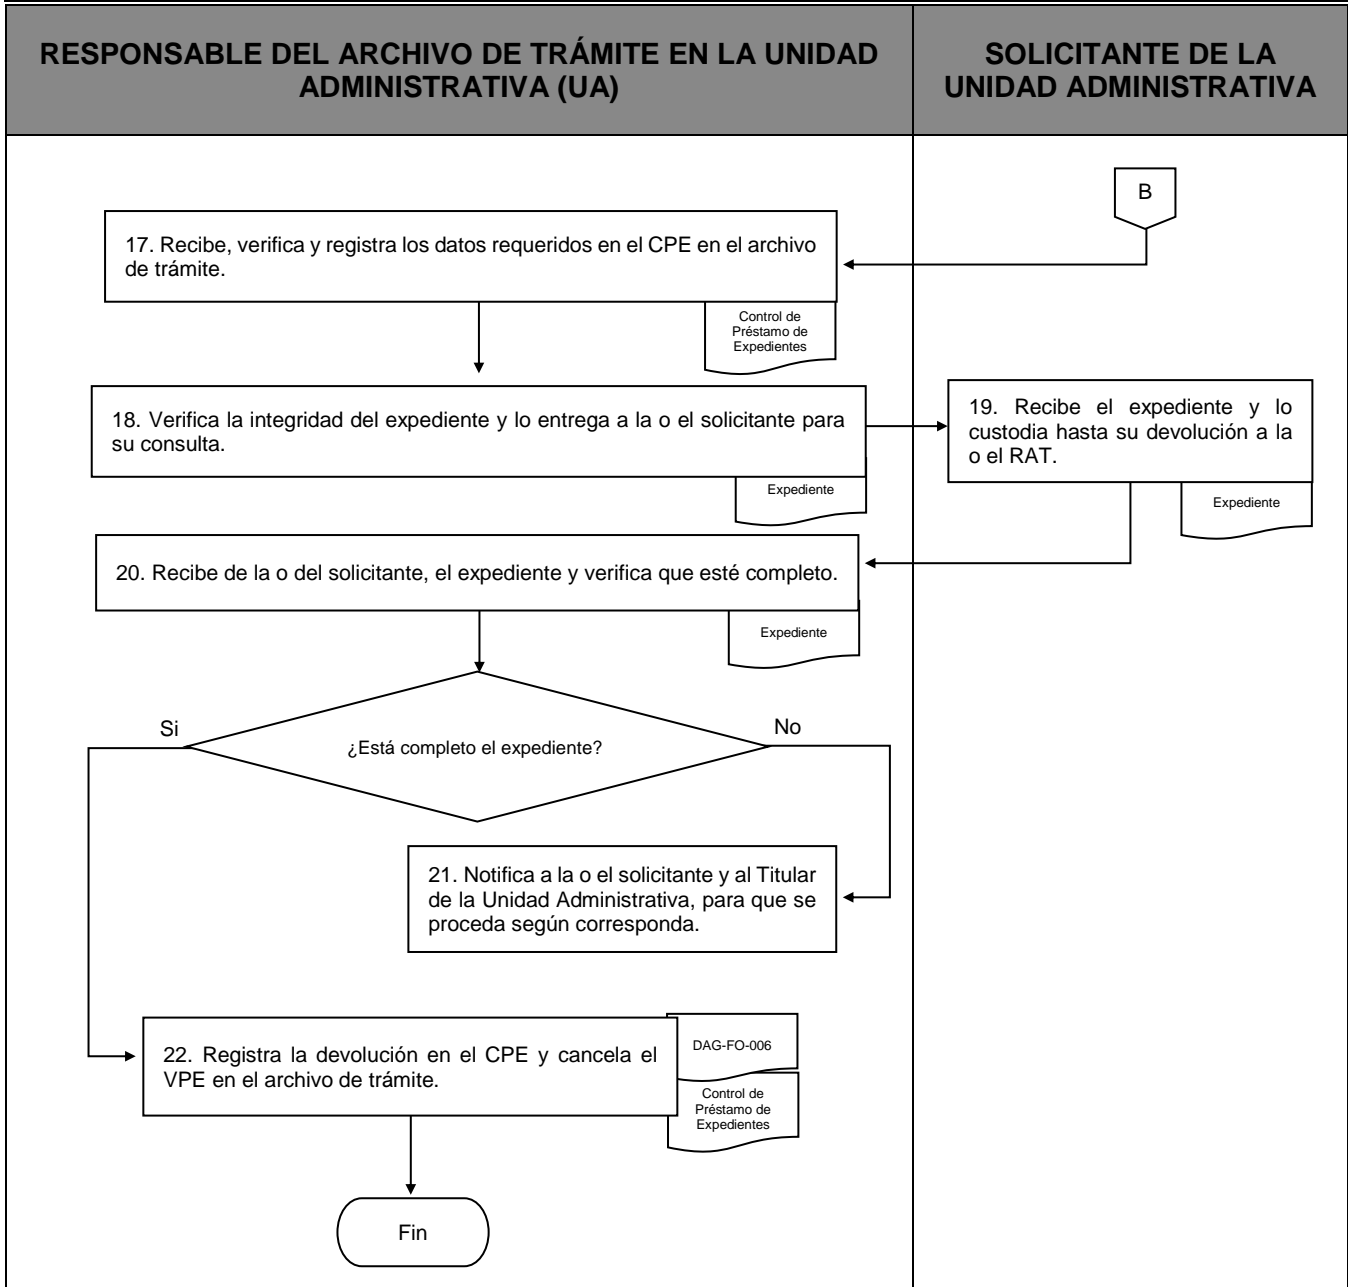 RESPONSABLE DEL ARCHIVO DE TRÁMITE EN LA UNIDAD
ADMINISTRATIVA (UA)
SOLICITANTE DE LA
UNIDAD ADMINISTRATIVA
B
17. Recibe, verifica y registra los datos requeridos en el CPE en el archivo
de trámite.
Control de
Préstamo de
Expedientes
18. Verifica la integridad del expediente y lo entrega a la o el solicitante para
su consulta.
Expediente
19. Recibe el expediente y lo
custodia hasta su devolución a la
o el RAT.
Expediente
20. Recibe de la o del solicitante, el expediente y verifica que esté completo.
Expediente
Si
¿Está completo el expediente?
No
21. Notifica a la o el solicitante y al Titular
de la Unidad Administrativa, para que se
proceda según corresponda.
22. Registra la devolución en el CPE y cancela el
VPE en el archivo de trámite.
DAG-FO-006
Control de
Préstamo de
Expedientes
Fin